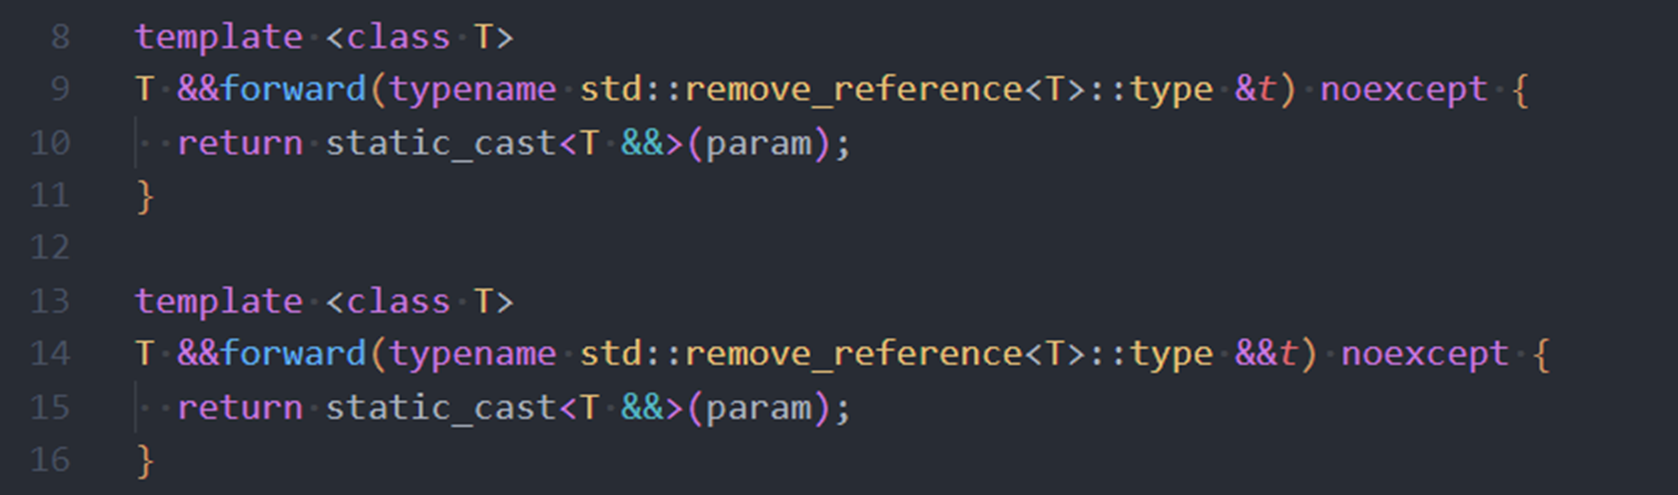 8 template <class T>
9 T &&forward(typename std::remove_reference<T>::type &t) noexcept {
10   return static_cast<T &&>(param);
11 }
12
13 template <class T>
14 T &&forward(typename std::remove_reference<T>::type &&t) noexcept {
15   return static_cast<T &&>(param);
16 }